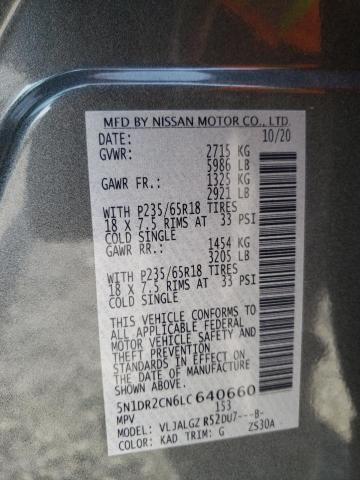 MFD BY NISSAN MOTOR CO., LTD.
DATE: 10/20
GVWR: 2715 KG
5986 LB
GAWR FR.: 1325 KG
2921 LB
WITH P235/65R18 TIRES
18 X 7.5 RIMS AT 33 PSI
COLD SINGLE
GAWR RR.: 1454 KG
3205 LB
WITH P235/65R18 TIRES
18 X 7.5 RIMS AT 33 PSI
COLD SINGLE
THIS VEHICLE CONFORMS TO
ALL APPLICABLE FEDERAL
MOTOR VEHICLE SAFETY AND
THEFT PREVENTION
STANDARDS IN EFFECT ON
THE DATE OF MANUFACTURE
SHOWN ABOVE.
5N1DR2CN6LC640660
MPV 153
MODEL: VLJALGZ R52DU7---B-
COLOR: KAD TRIM: G ZS30A